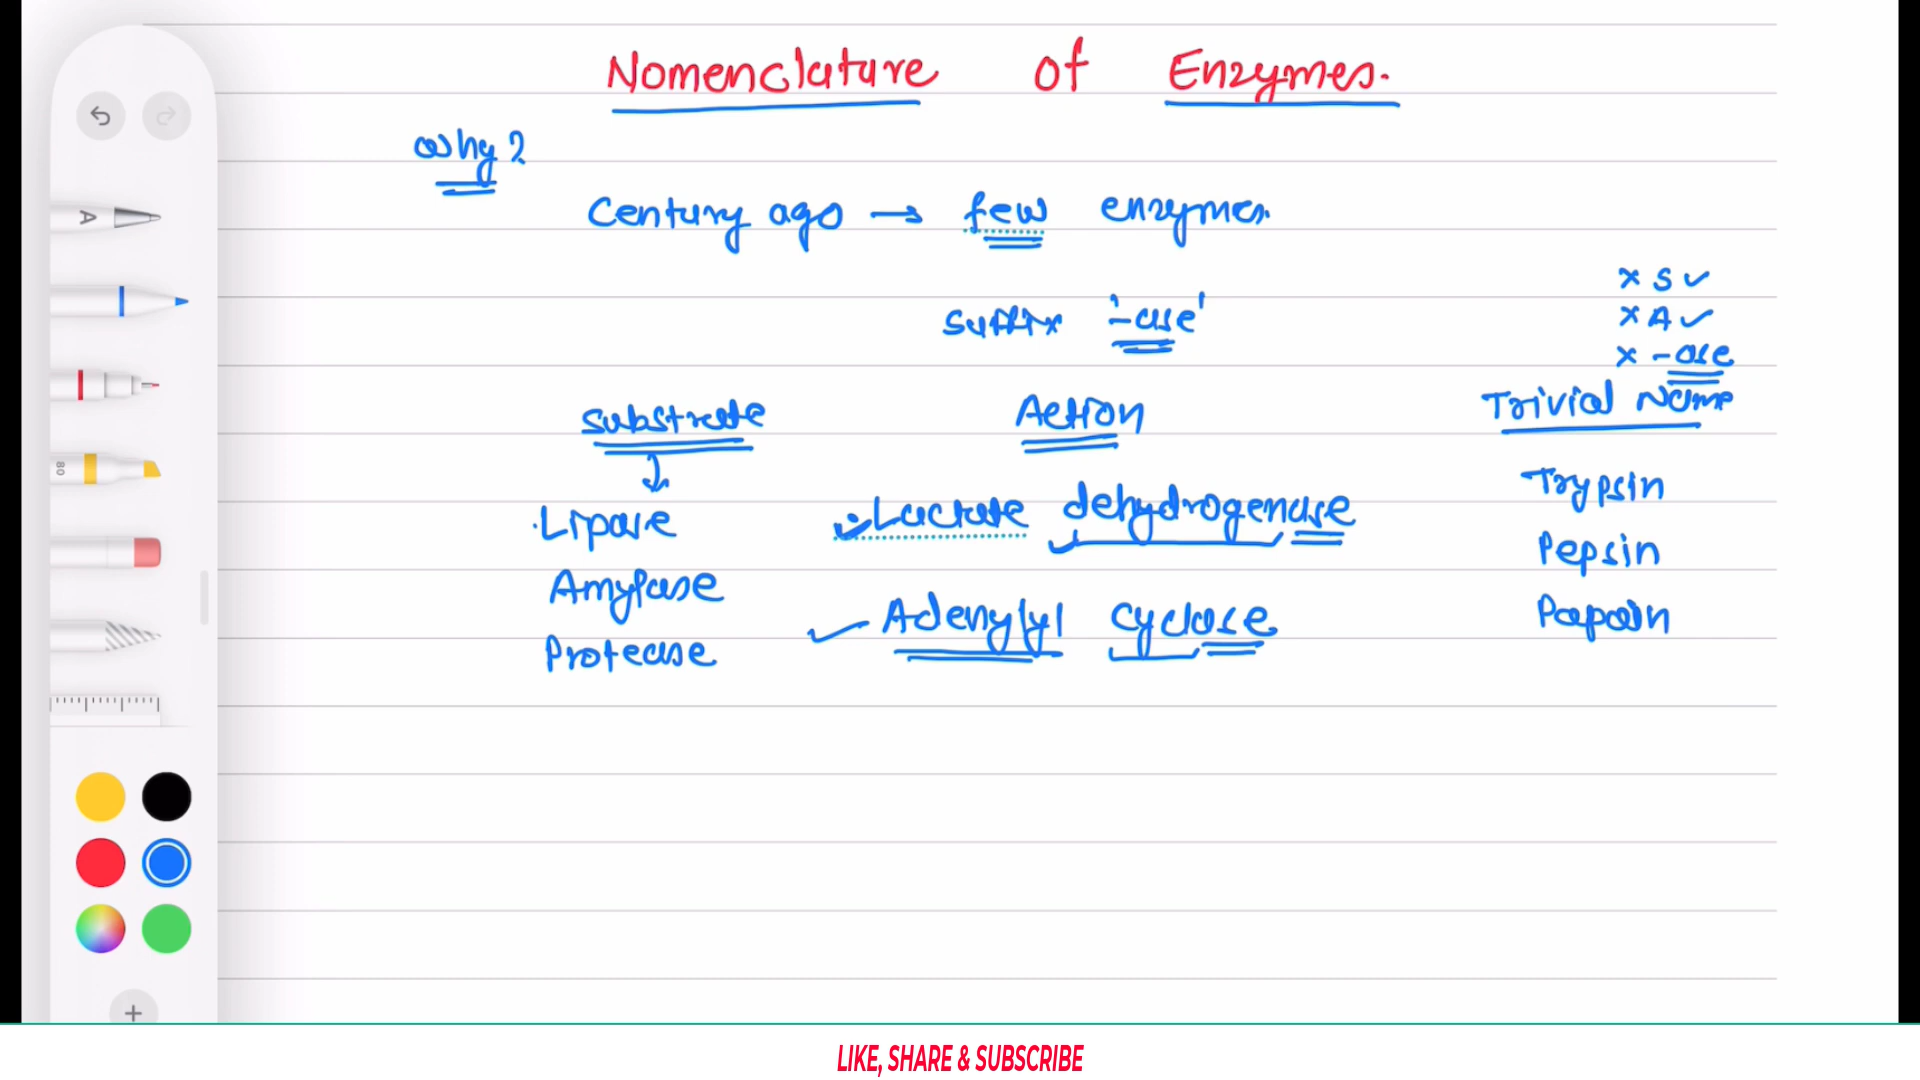 Nomenclature of Enzymes.
Why?
Century ago → few enzymes.
suffix '-ase'
× S ✓
× A ✓
× -ase
Substrate Action Trivial Name
↓
Lipase ✓ Lactate dehydrogenase Trypsin
Amylase ✓ Adenylyl cyclase Pepsin
Protease Papain
A
80
LIKE, SHARE & SUBSCRIBE